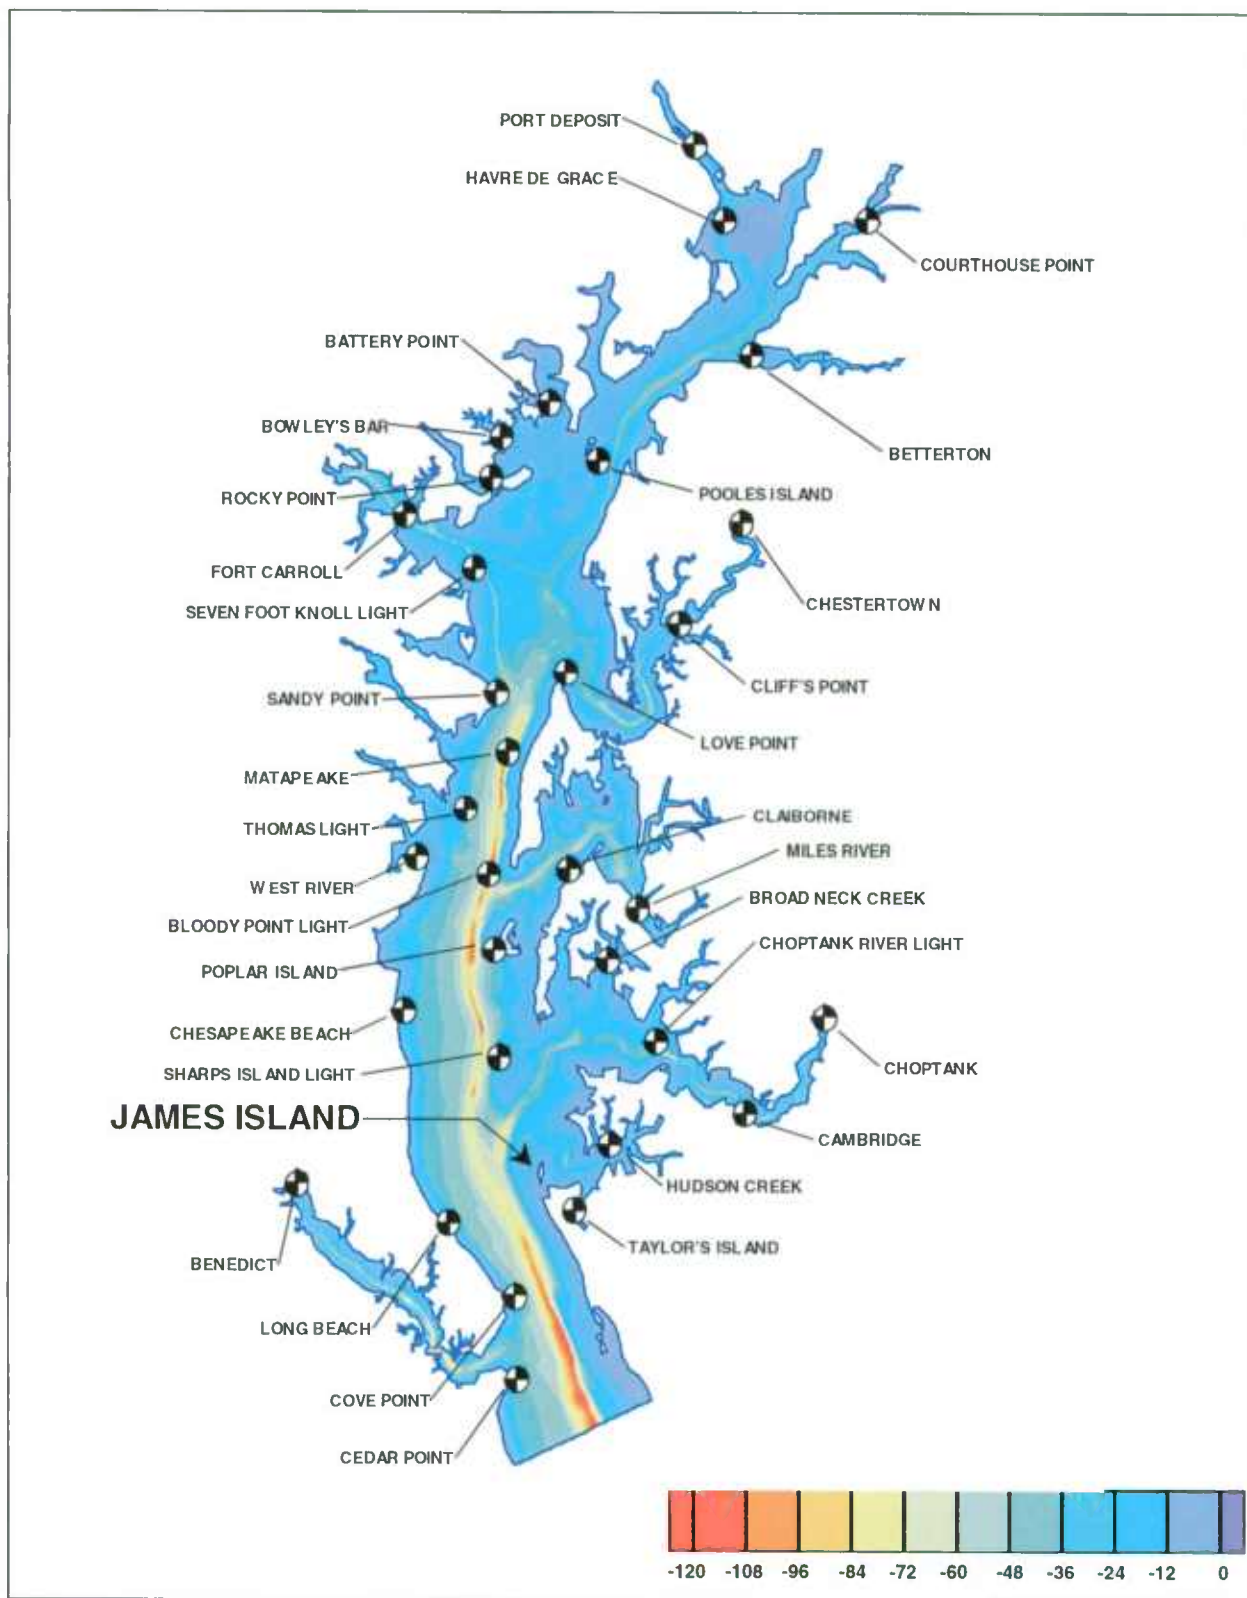 PORT DEPOSIT
HAVRE DE GRACE
COURTHOUSE POINT
BATTERY POINT
BOWLEY'S BAR
BETTERTON
ROCKY POINT
POOLES ISLAND
FORT CARROLL
SEVEN FOOT KNOLL LIGHT
CHESTERTOWN
SANDY POINT
CLIFF'S POINT
LOVE POINT
MATAPEAKE
THOMAS LIGHT
CLAIBORNE
MILES RIVER
WEST RIVER
BROAD NECK CREEK
BLOODY POINT LIGHT
CHOPTANK RIVER LIGHT
POPLAR ISLAND
CHESAPEAKE BEACH
CHOPTANK
SHARPS ISLAND LIGHT
JAMES ISLAND
CAMBRIDGE
HUDSON CREEK
TAYLOR'S ISLAND
BENEDICT
LONG BEACH
COVE POINT
CEDAR POINT
-120 -108 -96 -84 -72 -60 -48 -36 -24 -12 0